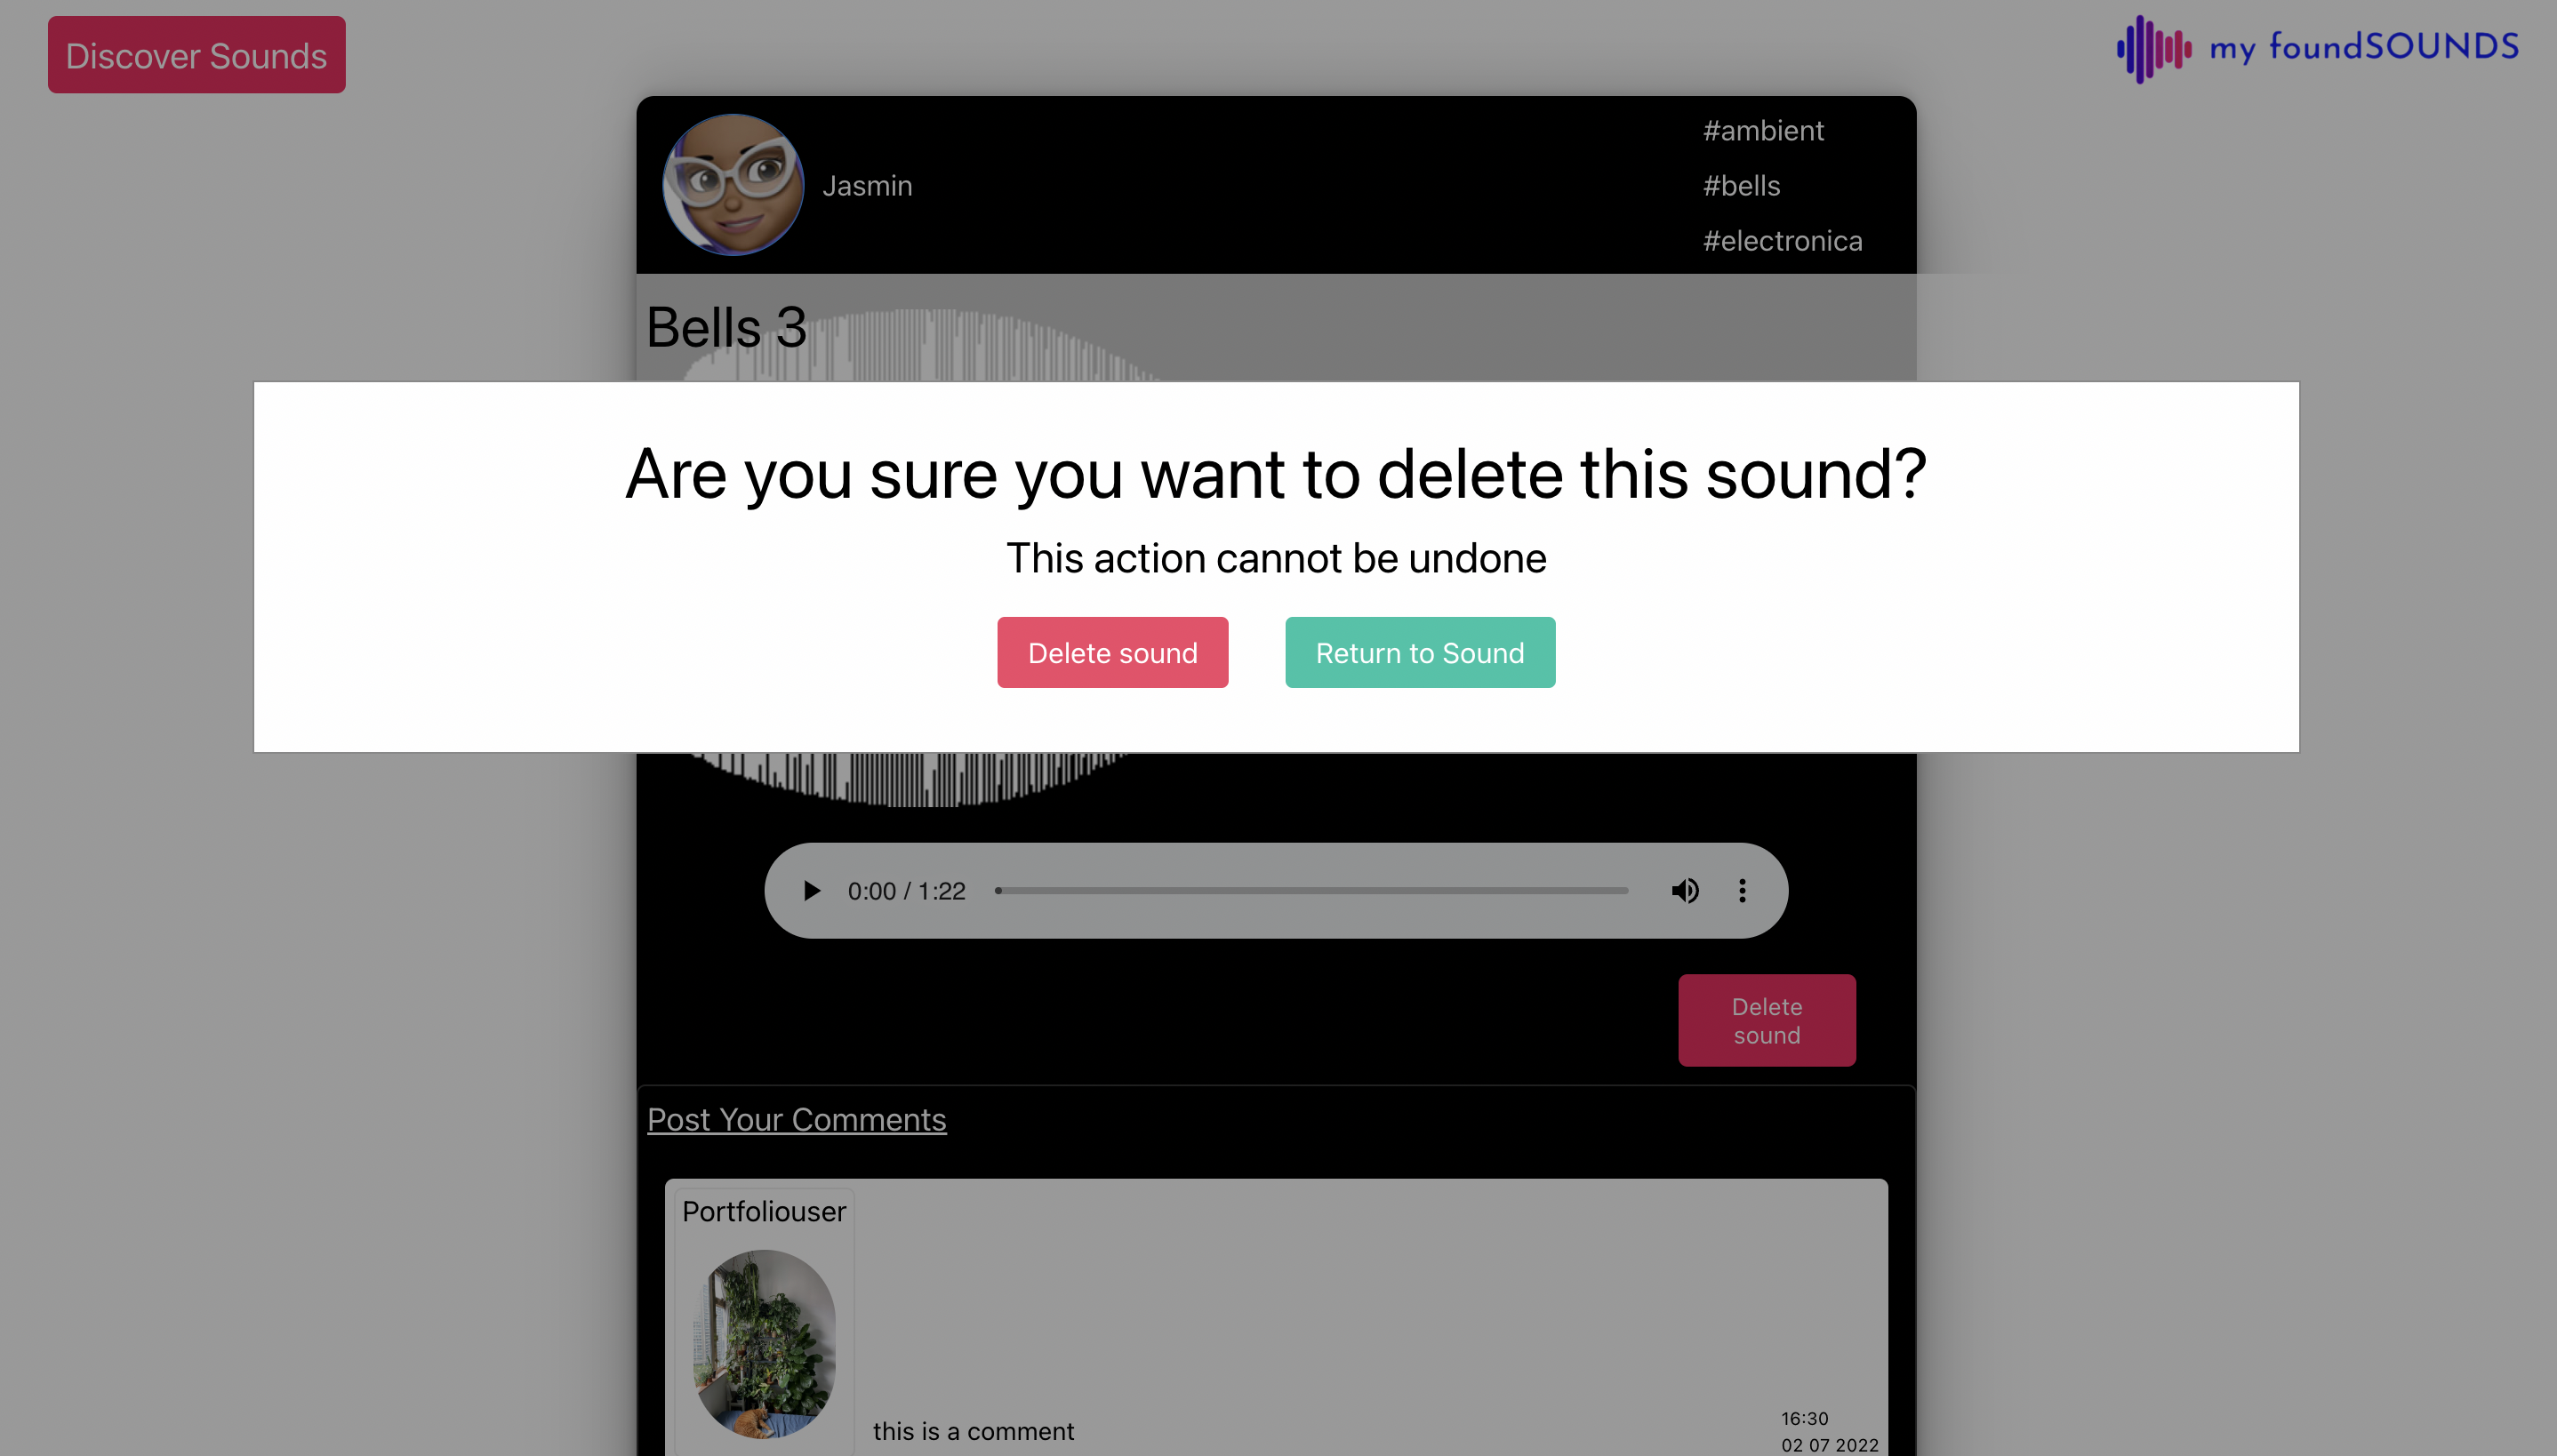 Discover Sounds
my foundSOUNDS
Jasmin
#ambient
#bells
#electronica
Bells 3
Are you sure you want to delete this sound?
This action cannot be undone
Delete sound
Return to Sound
0:00 / 1:22
Delete
sound
Post Your Comments
Portfoliouser
this is a comment
16:30
02 07 2022